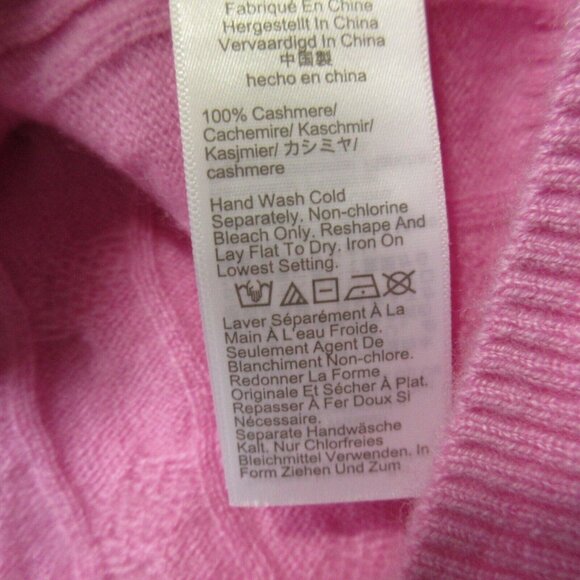 Fabriqué En Chine
Hergestellt In China
Vervaardigd In China
中国製
hecho en china
100% Cashmere/
Cachemire/ Kaschmir/
Kasjmier/ カシミヤ/
cashmere
Hand Wash Cold
Separately, Non-chlorine
Bleach Only. Reshape And
Lay Flat To Dry. Iron On
Lowest Setting.
Laver Séparément À La
Main À L'eau Froide.
Seulement Agent De
Blanchiment Non-chlore.
Redonner La Forme
Originale Et Sécher À Plat.
Repasser À Fer Doux Si
Nécessaire.
Separate Handwäsche
Kalt. Nur Chlorfreies
Bleichmittel Verwenden. In
Form Ziehen Und Zum